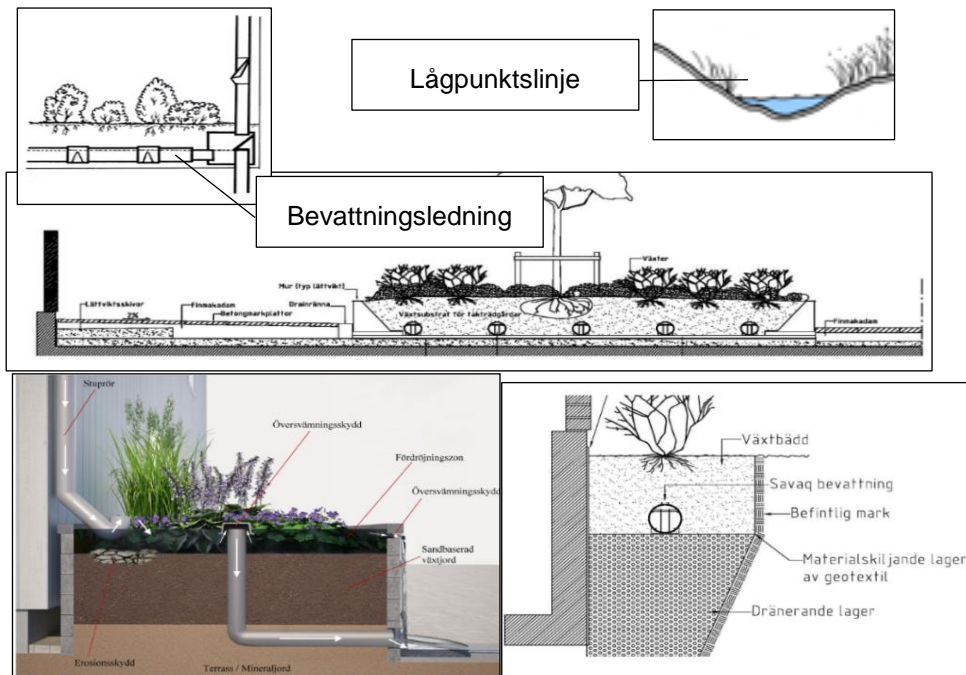 Lågpunktslinje
Bevattningsledning
Växter
Mur (typ lättvikt)
Lättviktsskivor
Finmakadam
Dränränna
2%
Betongmarkplattor
Växtsubstrat för takträdgårdar
Finmakadam
Stuprör
Översvämningsskydd
Fördröjningszon
Översvämningsskydd
Sandbaserad
växtjord
Erosionsskydd
Terrass / Mineraljord
Växtbädd
Savaq bevattning
Befintlig mark
Materialskiljande lager
av geotextil
Dränerande lager